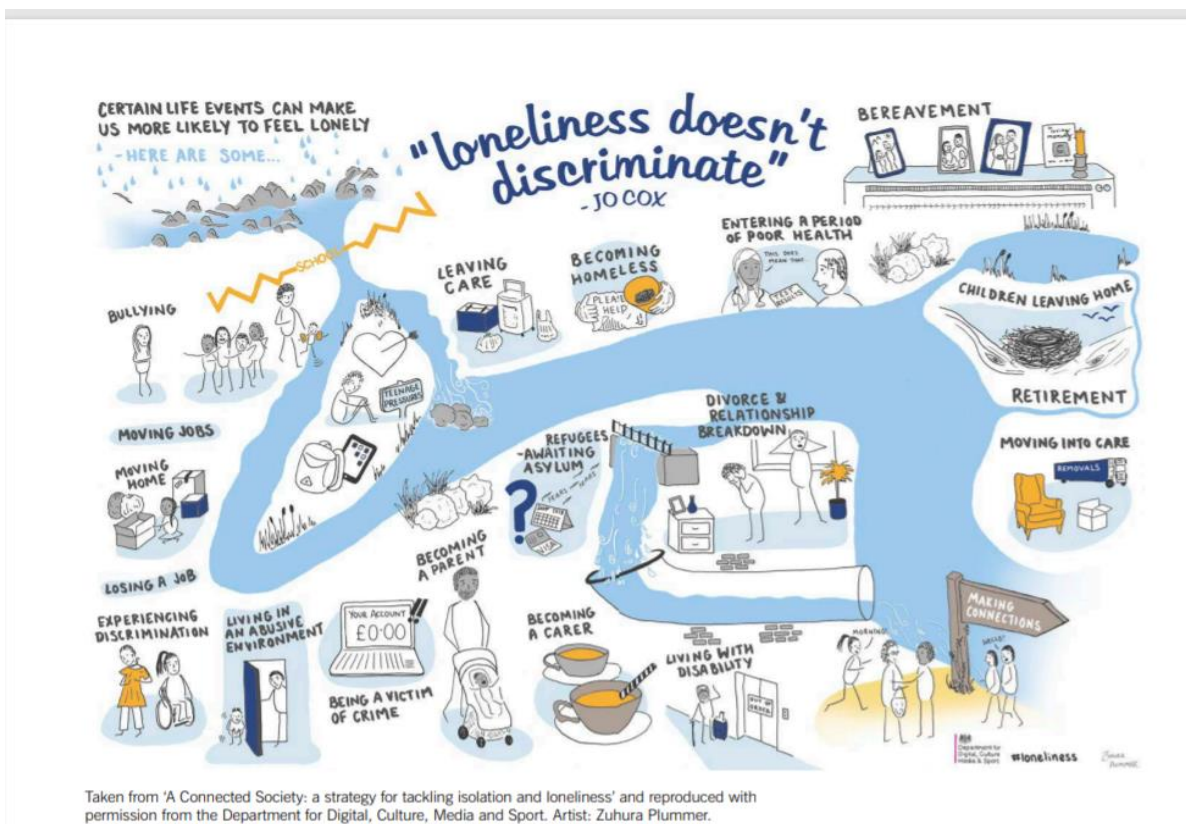 CERTAIN LIFE EVENTS CAN MAKE
US MORE LIKELY TO FEEL LONELY
- HERE ARE SOME...
"loneliness doesn't
discriminate"
- JO COX
BEREAVEMENT
SCHOOL
BULLYING
LEAVING
CARE
BECOMING
HOMELESS
PLEASE
HELP
ENTERING A PERIOD
OF POOR HEALTH
THIS DOES
MEAN THAT...
TEST
RESULTS
CHILDREN LEAVING HOME
RETIREMENT
TEENAGE
PRESSURES
MOVING JOBS
MOVING
HOME
LOSING A JOB
REFUGEES
- AWAITING
ASYLUM
YEARS
YEARS
VISA
DIVORCE &
RELATIONSHIP
BREAKDOWN
MOVING INTO CARE
REMOVALS
EXPERIENCING
DISCRIMINATION
LIVING IN
AN ABUSIVE
ENVIRONMENT
YOUR ACCOUNT
£0.00
!!
BEING A VICTIM
OF CRIME
BECOMING
A PARENT
BECOMING
A CARER
LIVING WITH
DISABILITY
OUT OF
ORDER
MAKING
CONNECTIONS
MORNING!
HELLO!
Department for
Digital, Culture
Media & Sport
#loneliness
Taken from 'A Connected Society: a strategy for tackling isolation and loneliness' and reproduced with
permission from the Department for Digital, Culture, Media and Sport. Artist: Zuhura Plummer.